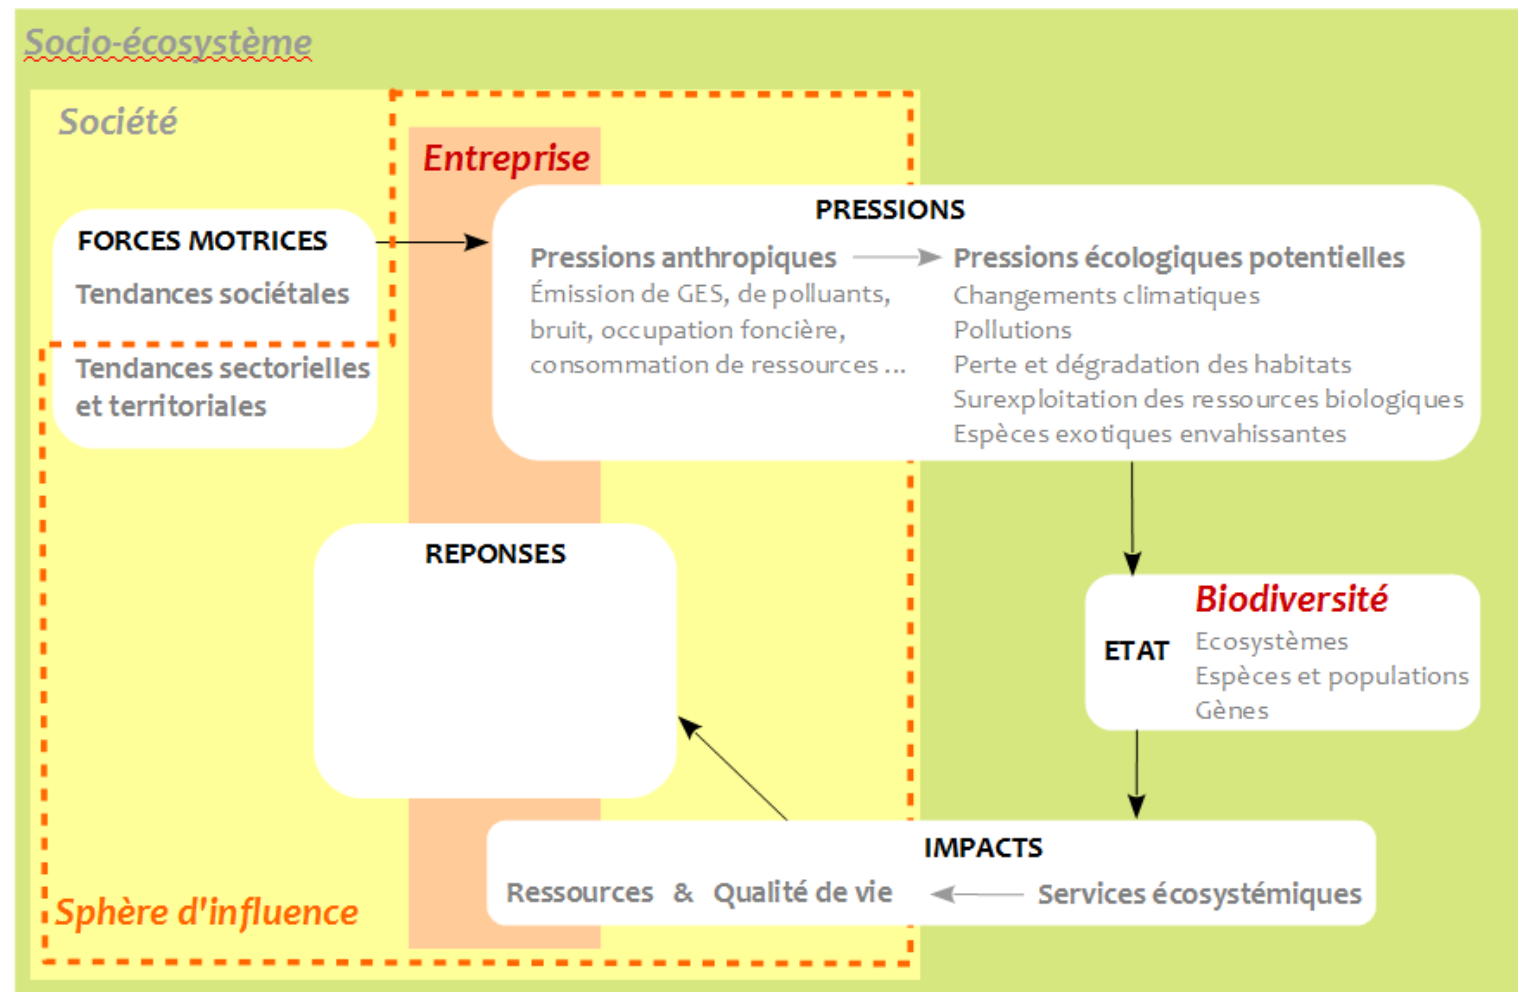 Socio-écosystème
Société
Entreprise
FORCES MOTRICES
Tendances sociétales
Tendances sectorielles
et territoriales
PRESSIONS
Pressions anthropiques
Émission de GES, de polluants,
bruit, occupation foncière,
consommation de ressources ...
Pressions écologiques potentielles
Changements climatiques
Pollutions
Perte et dégradation des habitats
Surexploitation des ressources biologiques
Espèces exotiques envahissantes
REPONSES
Biodiversité
ETAT
Ecosystèmes
Espèces et populations
Gènes
IMPACTS
Ressources & Qualité de vie
Services écosystémiques
Sphère d'influence